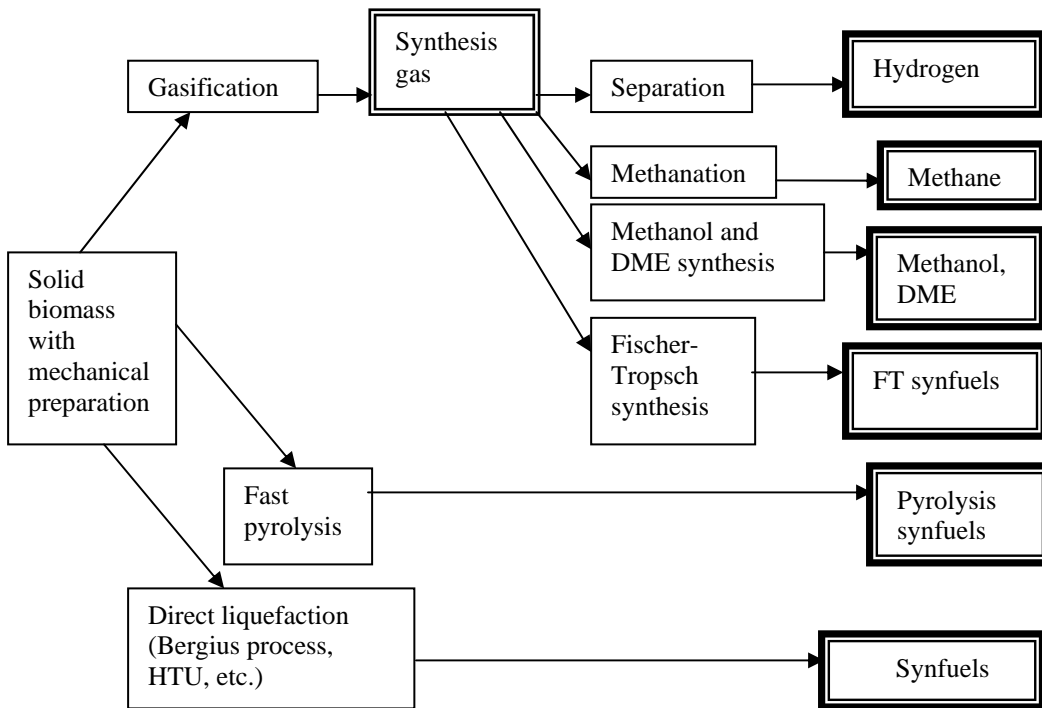 Synthesis
gas
Gasification
Separation
Hydrogen
Methanation
Methane
Methanol and
DME synthesis
Methanol,
DME
Solid
biomass
with
mechanical
preparation
Fischer-
Tropsch
synthesis
FT synfuels
Fast
pyrolysis
Pyrolysis
synfuels
Direct liquefaction
(Bergius process,
HTU, etc.)
Synfuels